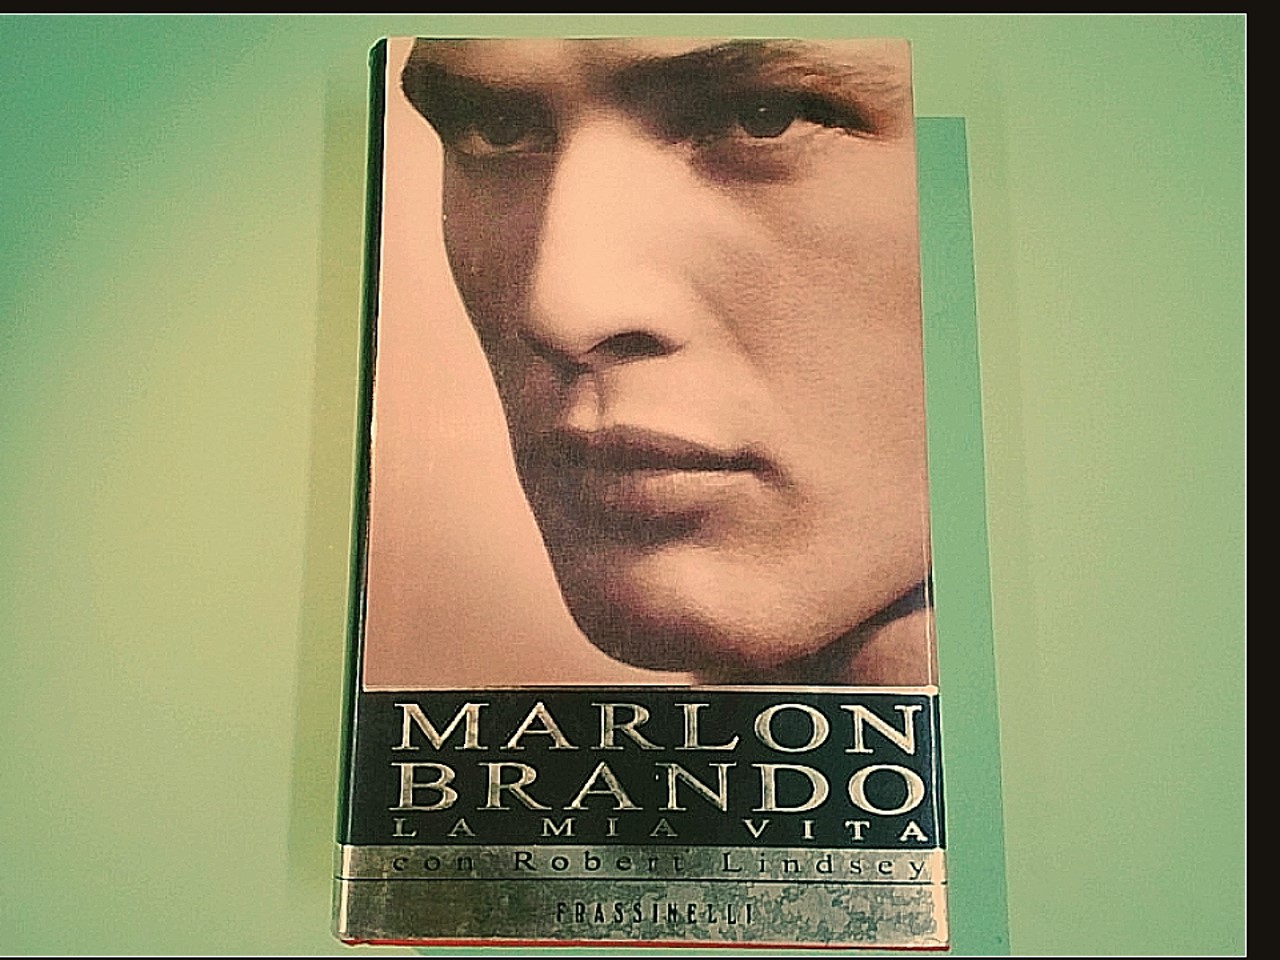 MARLON
BRANDO
LA MIA VITA
con Robert Lindsey
FRASSINELLI